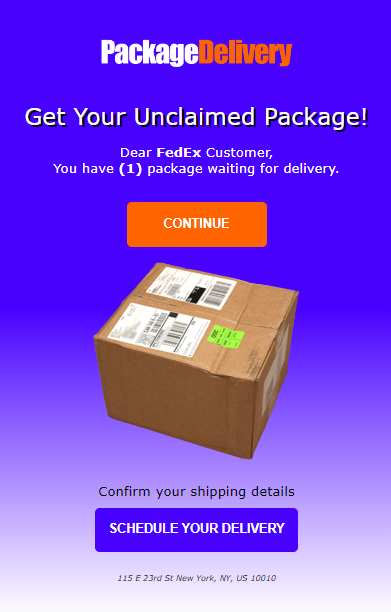 PackageDelivery
Get Your Unclaimed Package!
Dear FedEx Customer,
You have (1) package waiting for delivery.
CONTINUE
Confirm your shipping details
SCHEDULE YOUR DELIVERY
115 E 23rd St New York, NY, US 10010